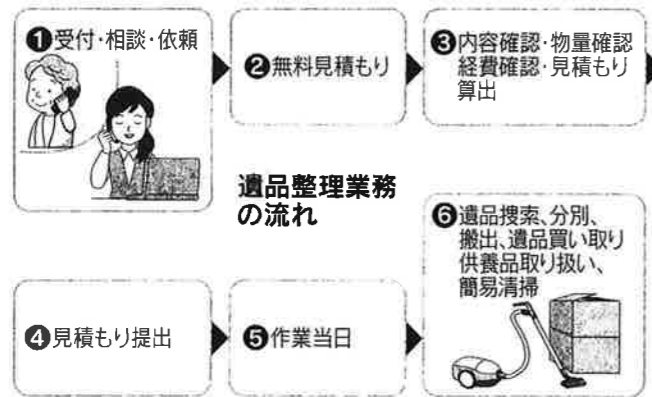 ❶受付・相談・依頼
❷無料見積もり
❸内容確認・物量確認
経費確認・見積もり
算出
遺品整理業務
の流れ
❹見積もり提出
❺作業当日
❻遺品捜索、分別、
搬出、遺品買い取り
供養品取り扱い、
簡易清掃